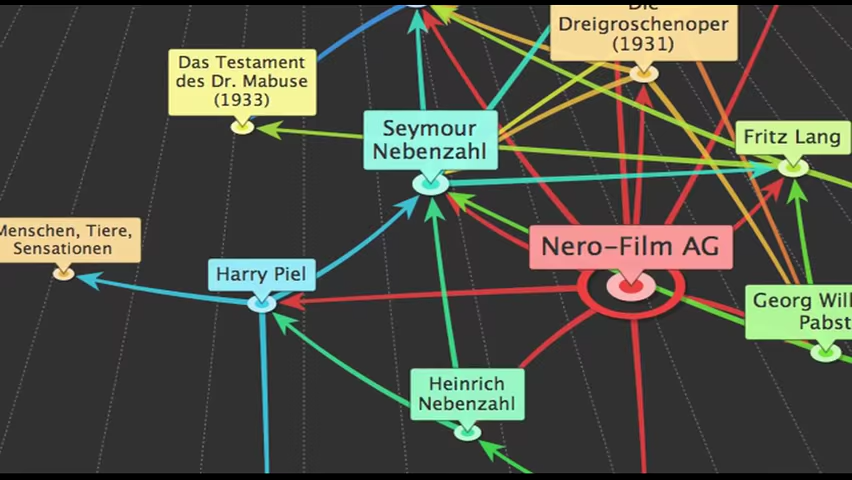 Die
Dreigroschenoper
(1931)
Das Testament
des Dr. Mabuse
(1933)
Seymour
Nebenzahl
Fritz Lang
Menschen, Tiere,
Sensationen
Nero-Film AG
Harry Piel
Georg Will
Pabst
Heinrich
Nebenzahl